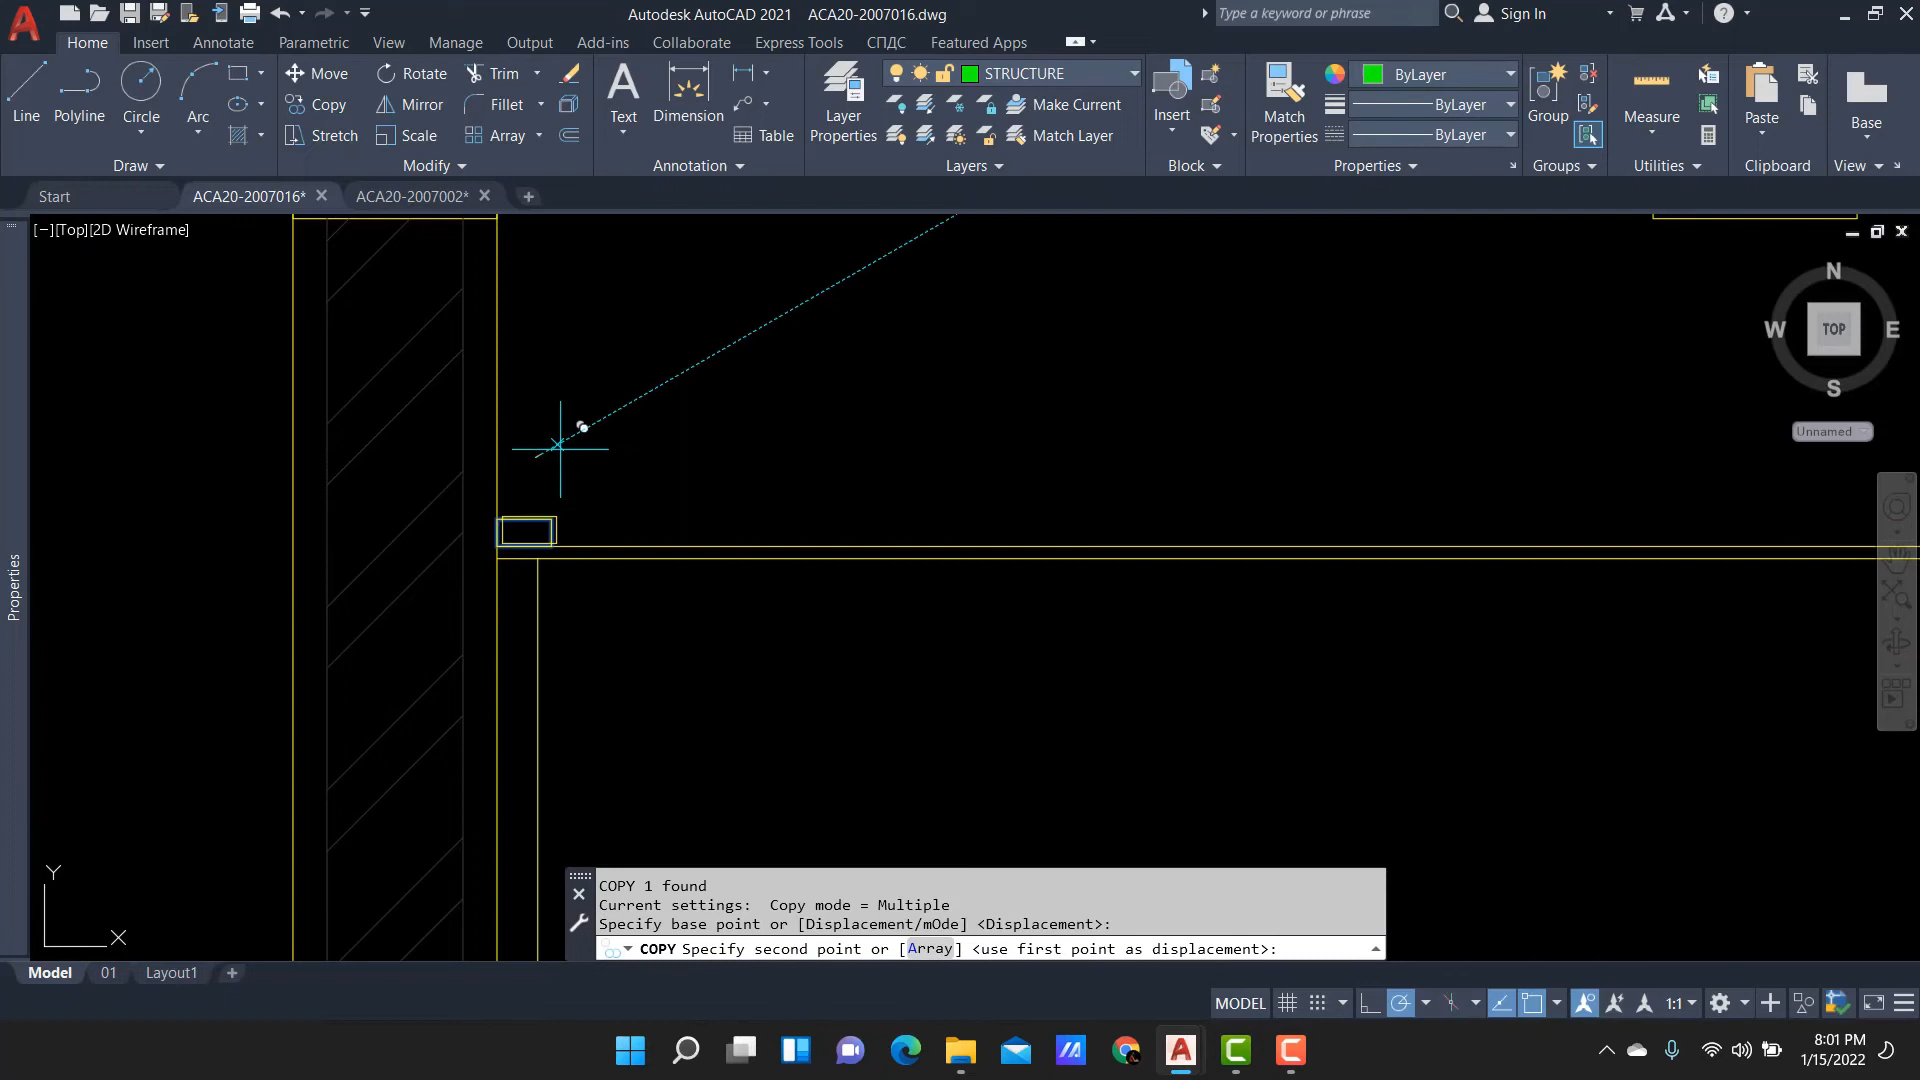 Autodesk AutoCAD 2021 ACA20-2007016.dwg
Type a keyword or phrase
Sign In
Home Insert Annotate Parametric View Manage Output Add-ins Collaborate Express Tools СПДС Featured Apps
Line
Polyline
Circle
Arc
Draw
Move
Copy
Stretch
Rotate
Mirror
Scale
Trim
Fillet
Array
Modify
Text
Dimension
Table
Annotation
Layer
Properties
STRUCTURE
Make Current
Match Layer
Layers
Insert
Block
Match
Properties
ByLayer
ByLayer
ByLayer
Properties
Group
Groups
Measure
Utilities
Paste
Clipboard
Base
View
Start
ACA20-2007016*
ACA20-2007002*
[−][Top][2D Wireframe]
N
W
TOP
E
S
Unnamed
Properties
Y
X
COPY 1 found
Current settings:  Copy mode = Multiple
Specify base point or [Displacement/mOde] <Displacement>:
COPY Specify second point or [Array] <use first point as displacement>:
Model 01 Layout1
MODEL
1:1
8:01 PM
1/15/2022